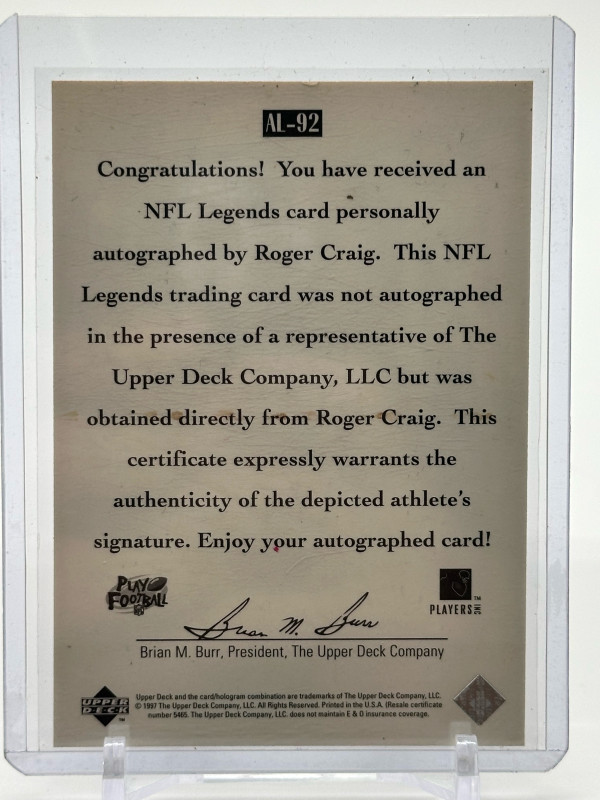 AL-92
Congratulations! You have received an
NFL Legends card personally
autographed by Roger Craig. This NFL
Legends trading card was not autographed
in the presence of a representative of The
Upper Deck Company, LLC but was
obtained directly from Roger Craig. This
certificate expressly warrants the
authenticity of the depicted athlete's
signature. Enjoy your autographed card!
PLAY
FOOTBALL
NFL
PLAYERS INC
™
Brian M. Burr
Brian M. Burr, President, The Upper Deck Company
UPPER
DECK
™
Upper Deck and the card/hologram combination are trademarks of The Upper Deck Company, LLC.
© 1997 The Upper Deck Company, LLC. All Rights Reserved. Printed in the U.S.A. (Resale certificate
number 5465. The Upper Deck Company, LLC. does not maintain E & O insurance coverage.